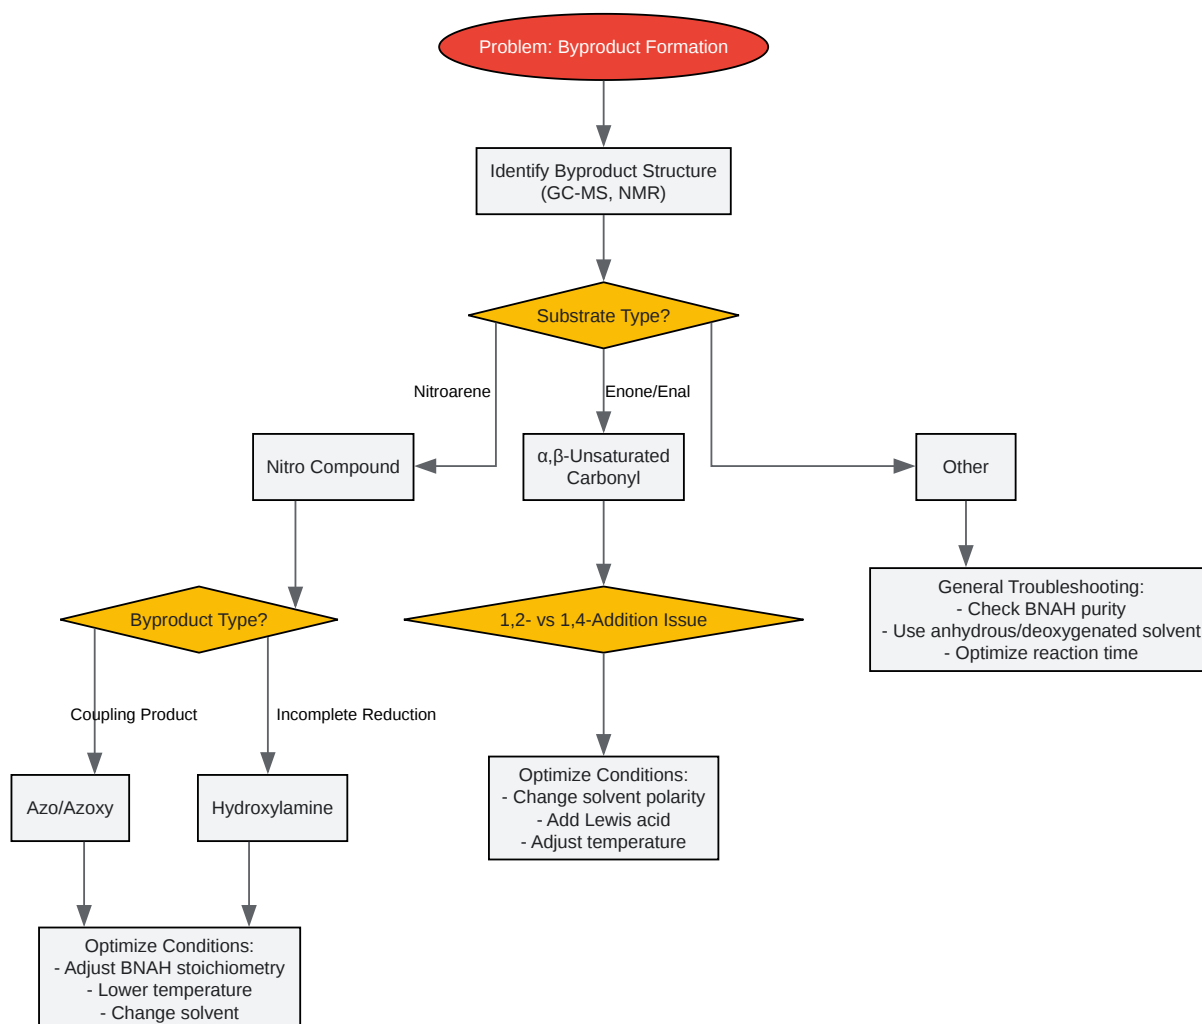 Problem: Byproduct Formation
Identify Byproduct Structure
(GC-MS, NMR)
Substrate Type?
Nitroarene
Enone/Enal
Nitro Compound
α,β-Unsaturated
Carbonyl
Other
Byproduct Type?
1,2- vs 1,4-Addition Issue
General Troubleshooting:
- Check BNAH purity
- Use anhydrous/deoxygenated solvent
- Optimize reaction time
Coupling Product
Incomplete Reduction
Azo/Azoxy
Hydroxylamine
Optimize Conditions:
- Change solvent polarity
- Add Lewis acid
- Adjust temperature
Optimize Conditions:
- Adjust BNAH stoichiometry
- Lower temperature
- Change solvent